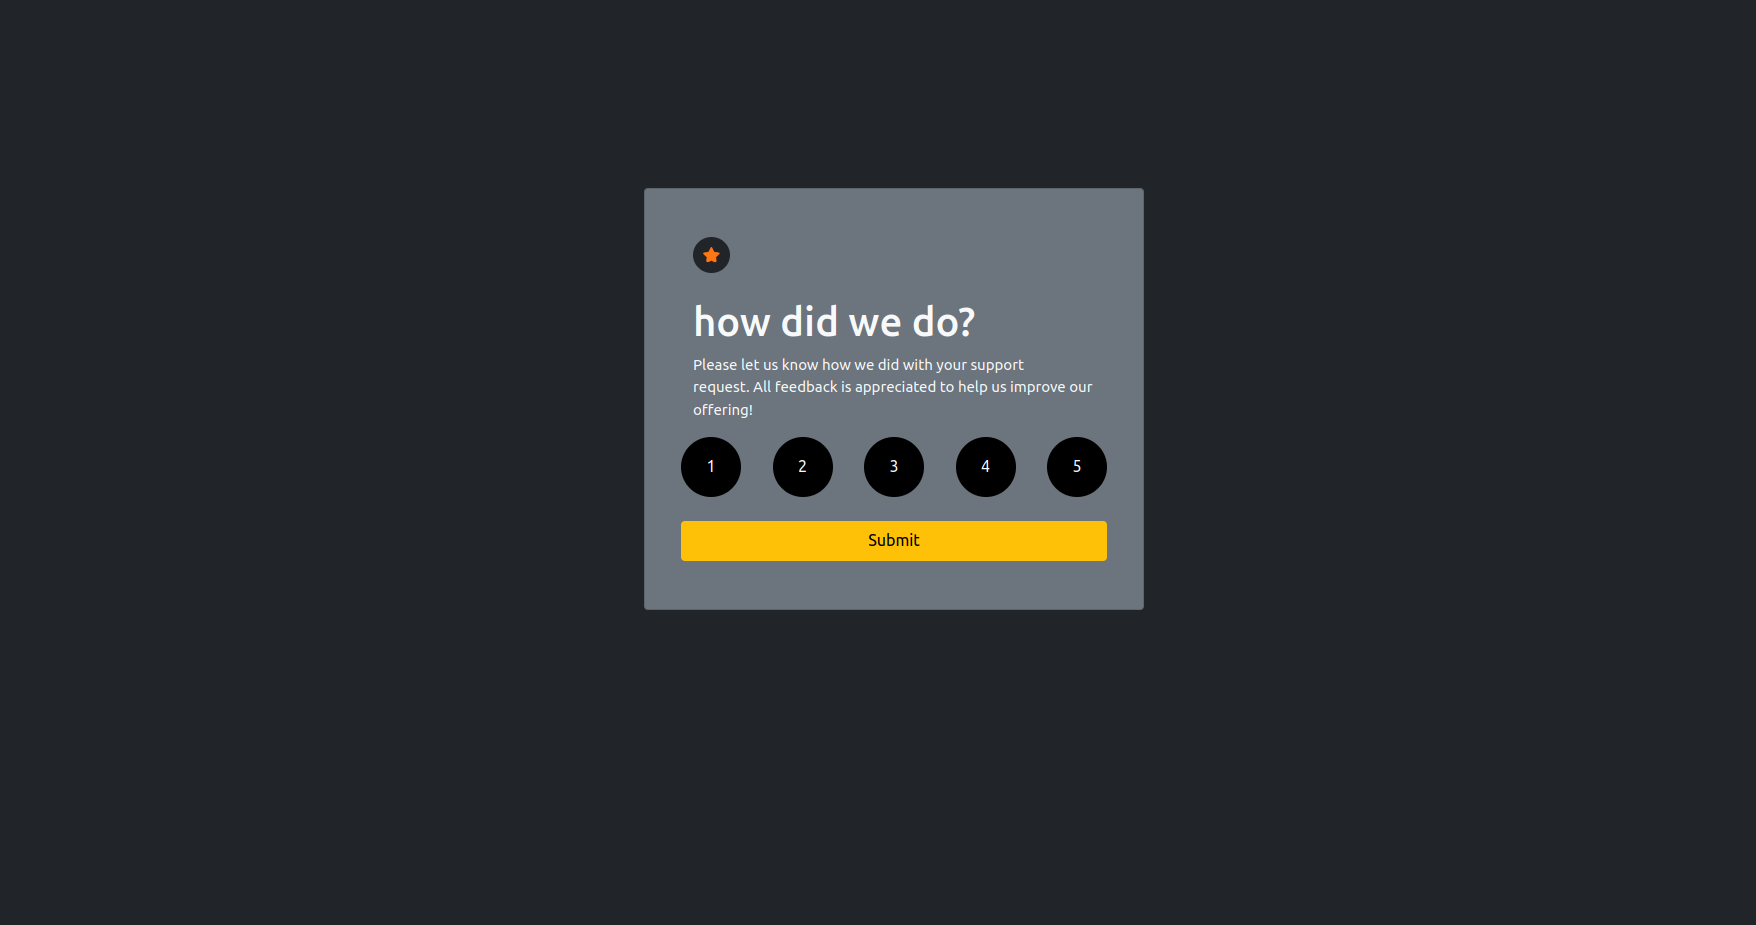 how did we do?
Please let us know how we did with your support
request. All feedback is appreciated to help us improve our
offering!
1 2 3 4 5
Submit